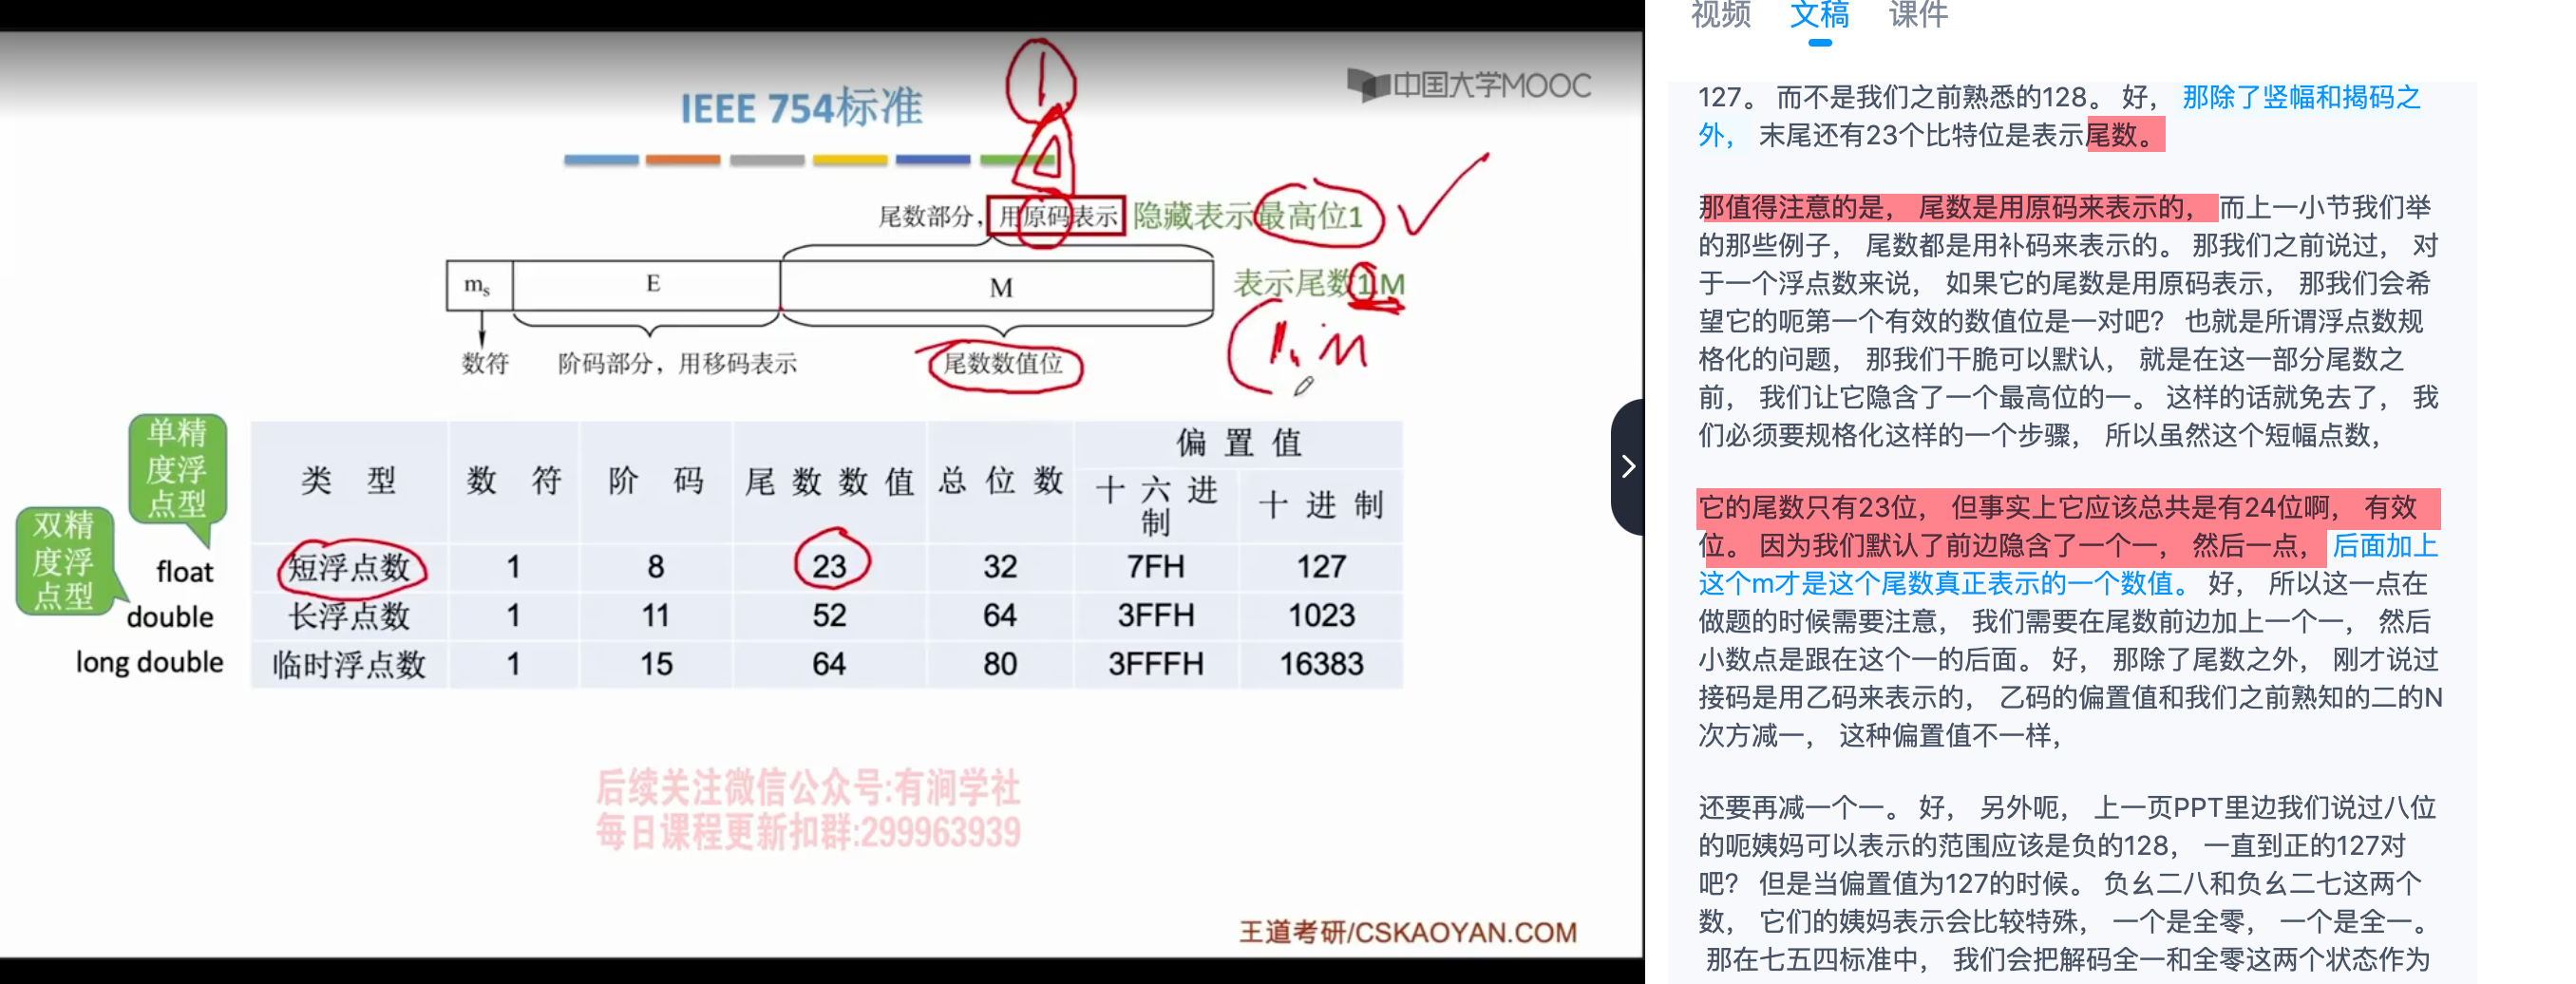 IEEE 754标准
中国大学MOOC
1
尾数部分，用原码表示 隐藏表示最高位1
ms E M 表示尾数1.M
1.M
数符 阶码部分，用移码表示 尾数数值位
单精
度浮
点型
双精
度浮
点型
float
double
long double
类 型 数 符 阶 码 尾 数 数 值 总 位 数 偏 置 值
十 六 进
制
十 进 制
短浮点数 1 8 23 32 7FH 127
长浮点数 1 11 52 64 3FFH 1023
临时浮点数 1 15 64 80 3FFFH 16383
后续关注微信公众号:有涧学社
每日课程更新扣群:299963939
王道考研/CSKAOYAN.COM
视频 文稿 课件
127。 而不是我们之前熟悉的128。 好， 那除了竖幅和揭码之
外， 末尾还有23个比特位是表示尾数。
那值得注意的是， 尾数是用原码来表示的， 而上一小节我们举
的那些例子， 尾数都是用补码来表示的。 那我们之前说过， 对
于一个浮点数来说， 如果它的尾数是用原码表示， 那我们会希
望它的呃第一个有效的数值位是一对吧？ 也就是所谓浮点数规
格化的问题， 那我们干脆可以默认， 就是在这一部分尾数之
前， 我们让它隐含了一个最高位的一。 这样的话就免去了， 我
们必须要规格化这样的一个步骤， 所以虽然这个短幅点数，
它的尾数只有23位， 但事实上它应该总共是有24位啊， 有效
位。 因为我们默认了前边隐含了一个一， 然后一点， 后面加上
这个m才是这个尾数真正表示的一个数值。 好， 所以这一点在
做题的时候需要注意， 我们需要在尾数前边加上一个一， 然后
小数点是跟在这个一的后面。 好， 那除了尾数之外， 刚才说过
接码是用乙码来表示的， 乙码的偏置值和我们之前熟知的二的N
次方减一， 这种偏置值不一样，
还要再减一个一。 好， 另外呃， 上一页PPT里边我们说过八位
的呃姨妈可以表示的范围应该是负的128， 一直到正的127对
吧？ 但是当偏置值为127的时候。 负幺二八和负幺二七这两个
数， 它们的姨妈表示会比较特殊， 一个是全零， 一个是全一。
那在七五四标准中， 我们会把解码全一和全零这两个状态作为